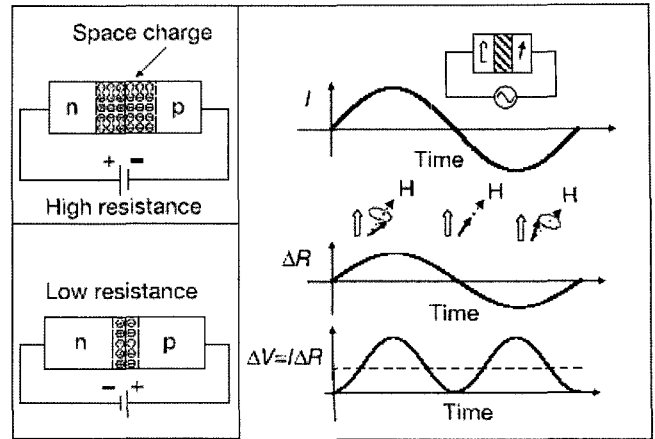 Space charge
n
p
+ −
High resistance
Low resistance
n
p
− +
I
Time
H
H
H
ΔR
Time
ΔV=IΔR
Time